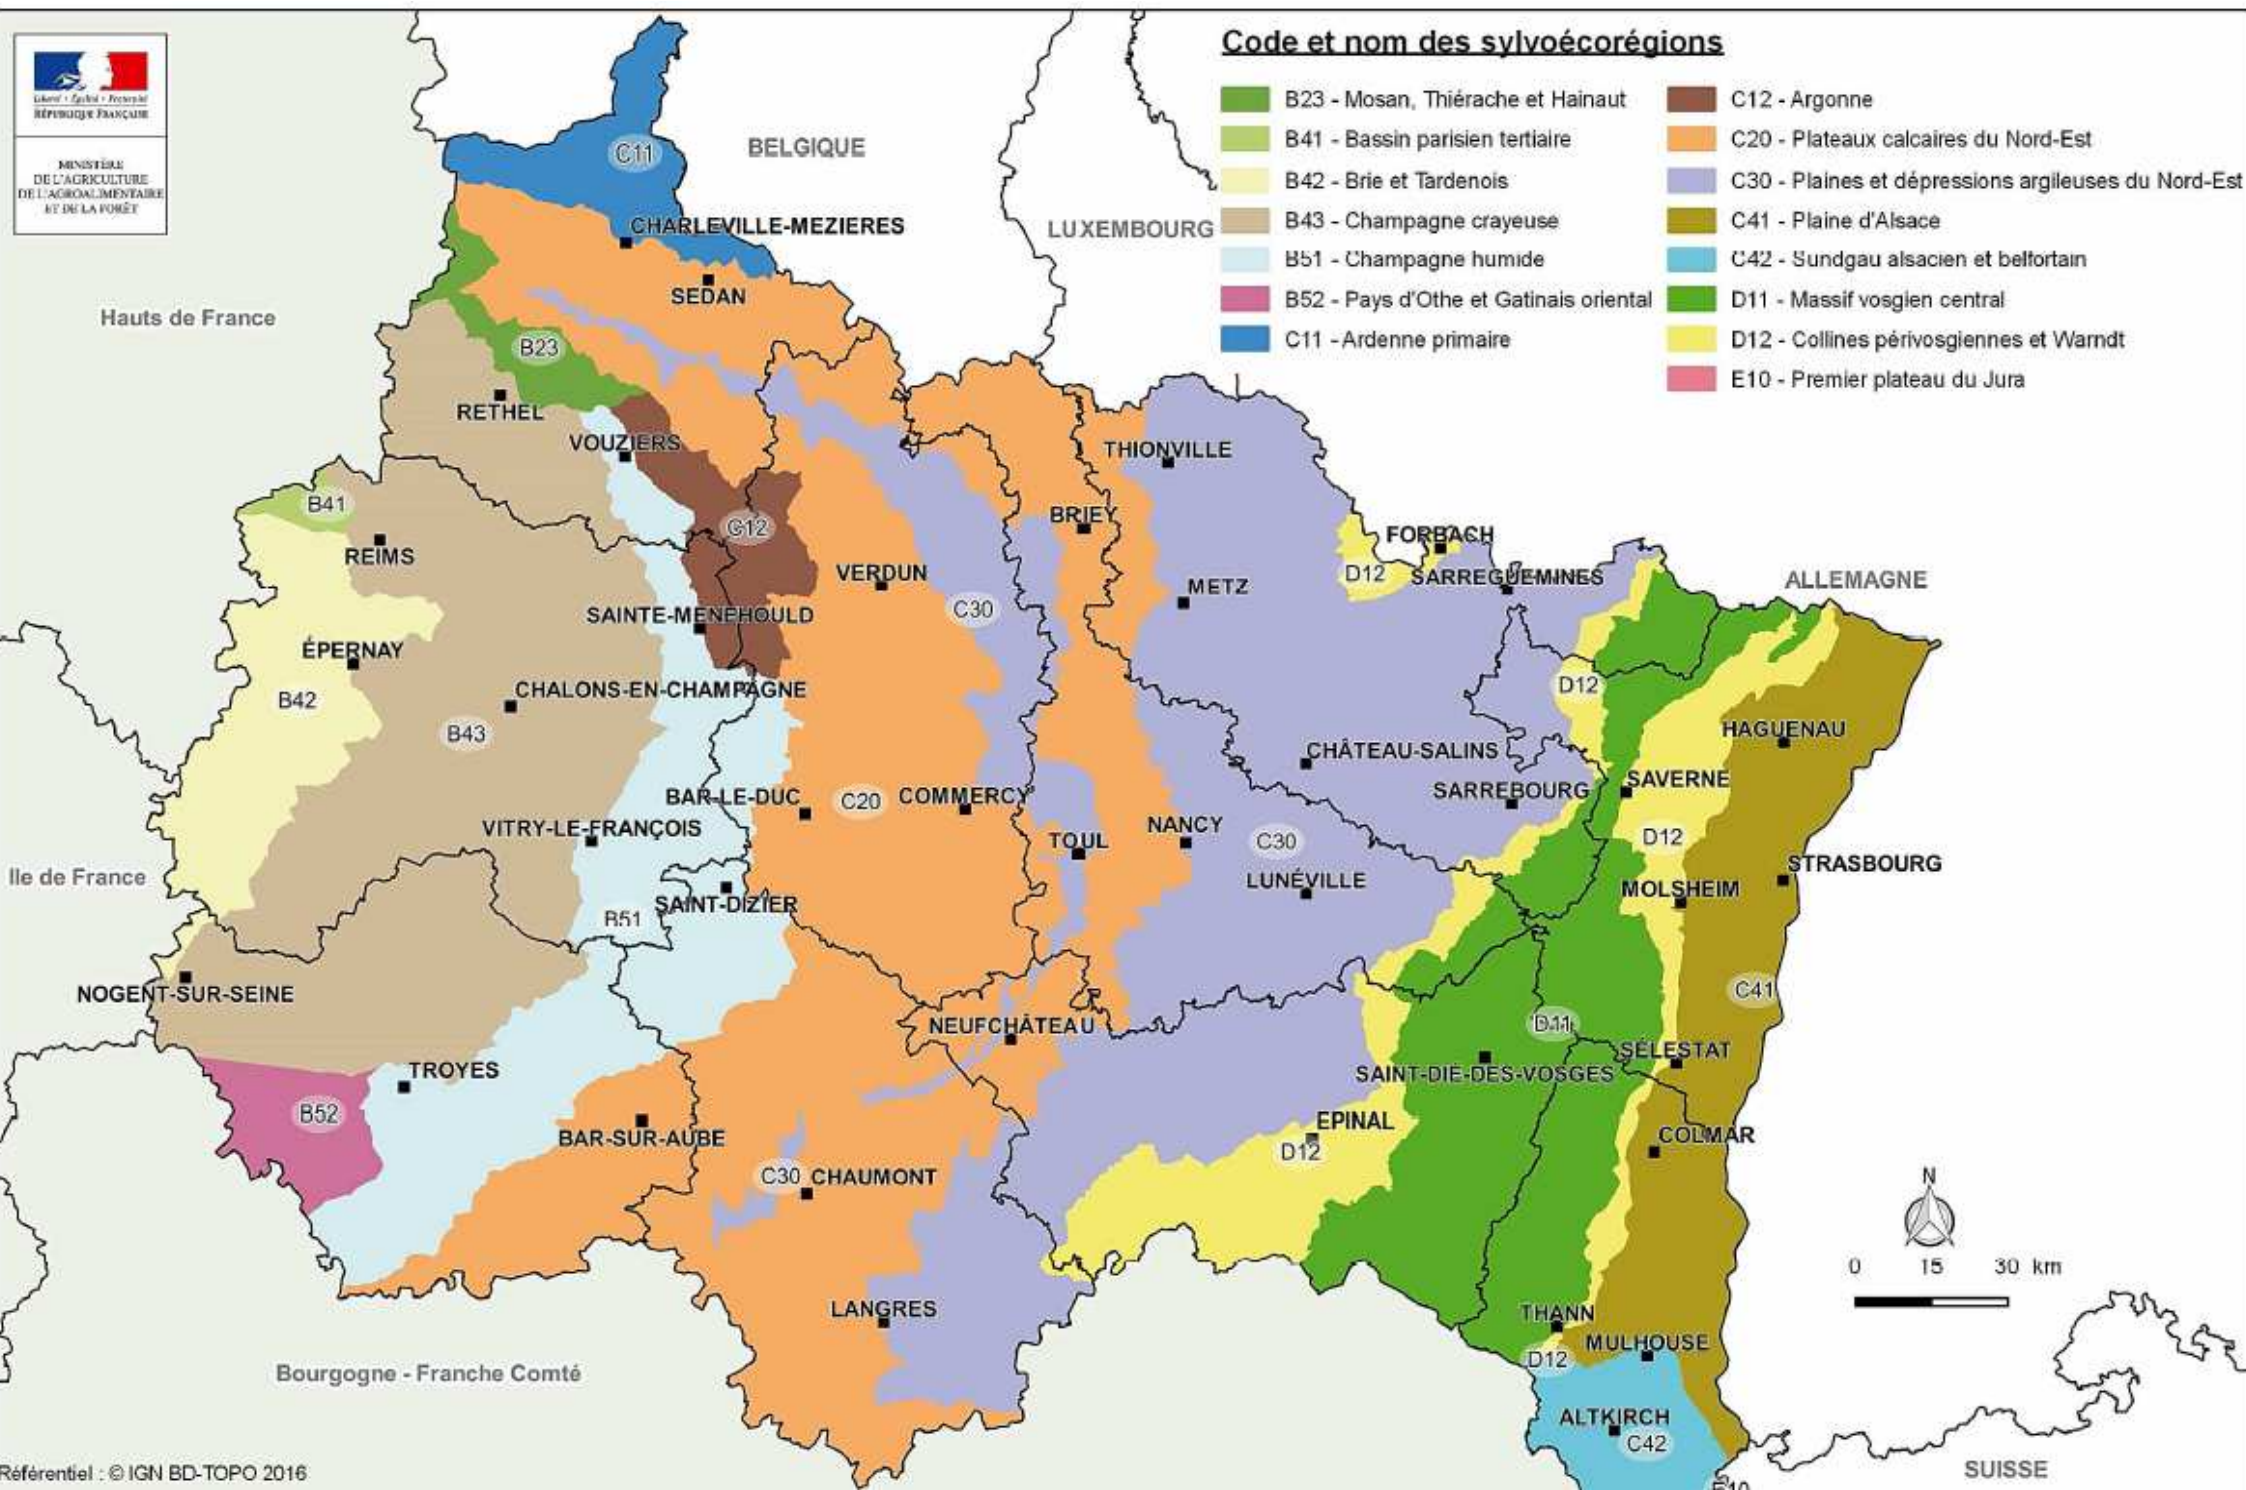 Code et nom des sylvoécorégions
B23 - Mosan, Thiérache et Hainaut
B41 - Bassin parisien tertiaire
B42 - Brie et Tardenois
B43 - Champagne crayeuse
B51 - Champagne humide
B52 - Pays d'Othe et Gatinais oriental
C11 - Ardenne primaire
C12 - Argonne
C20 - Plateaux calcaires du Nord-Est
C30 - Plaines et dépressions argileuses du Nord-Est
C41 - Plaine d'Alsace
C42 - Sundgau alsacien et belfortain
D11 - Massif vosgien central
D12 - Collines périvosgiennes et Warndt
E10 - Premier plateau du Jura
Liberté • Égalité • Fraternité
RÉPUBLIQUE FRANÇAISE
MINISTÈRE
DE L'AGRICULTURE
DE L'AGROALIMENTAIRE
ET DE LA FORÊT
C11
BELGIQUE
CHARLEVILLE-MEZIERES
LUXEMBOURG
SEDAN
Hauts de France
B23
RETHEL
VOUZIERS
THIONVILLE
B41
BRIEY
C12
REIMS
FORBACH
D12
VERDUN
SARREGUEMINES
ALLEMAGNE
METZ
C30
SAINTE-MENEHOULD
ÉPERNAY
D12
CHALONS-EN-CHAMPAGNE
B42
B43
HAGUENAU
CHÂTEAU-SALINS
SAVERNE
SARREBOURG
BAR-LE-DUC
C20
COMMERCY
VITRY-LE-FRANÇOIS
NANCY
TOUL
C30
D12
STRASBOURG
Ile de France
LUNÉVILLE
MOLSHEIM
SAINT-DIZIER
B51
C41
NOGENT-SUR-SEINE
NEUFCHÂTEAU
D11
SÉLESTAT
TROYES
SAINT-DIÉ-DES-VOSGES
B52
EPINAL
BAR-SUR-AUBE
COLMAR
D12
C30
CHAUMONT
N
0 15 30 km
LANGRES
THANN
MULHOUSE
D12
Bourgogne - Franche Comté
ALTKIRCH
C42
SUISSE
Référentiel : © IGN BD-TOPO 2016
E10